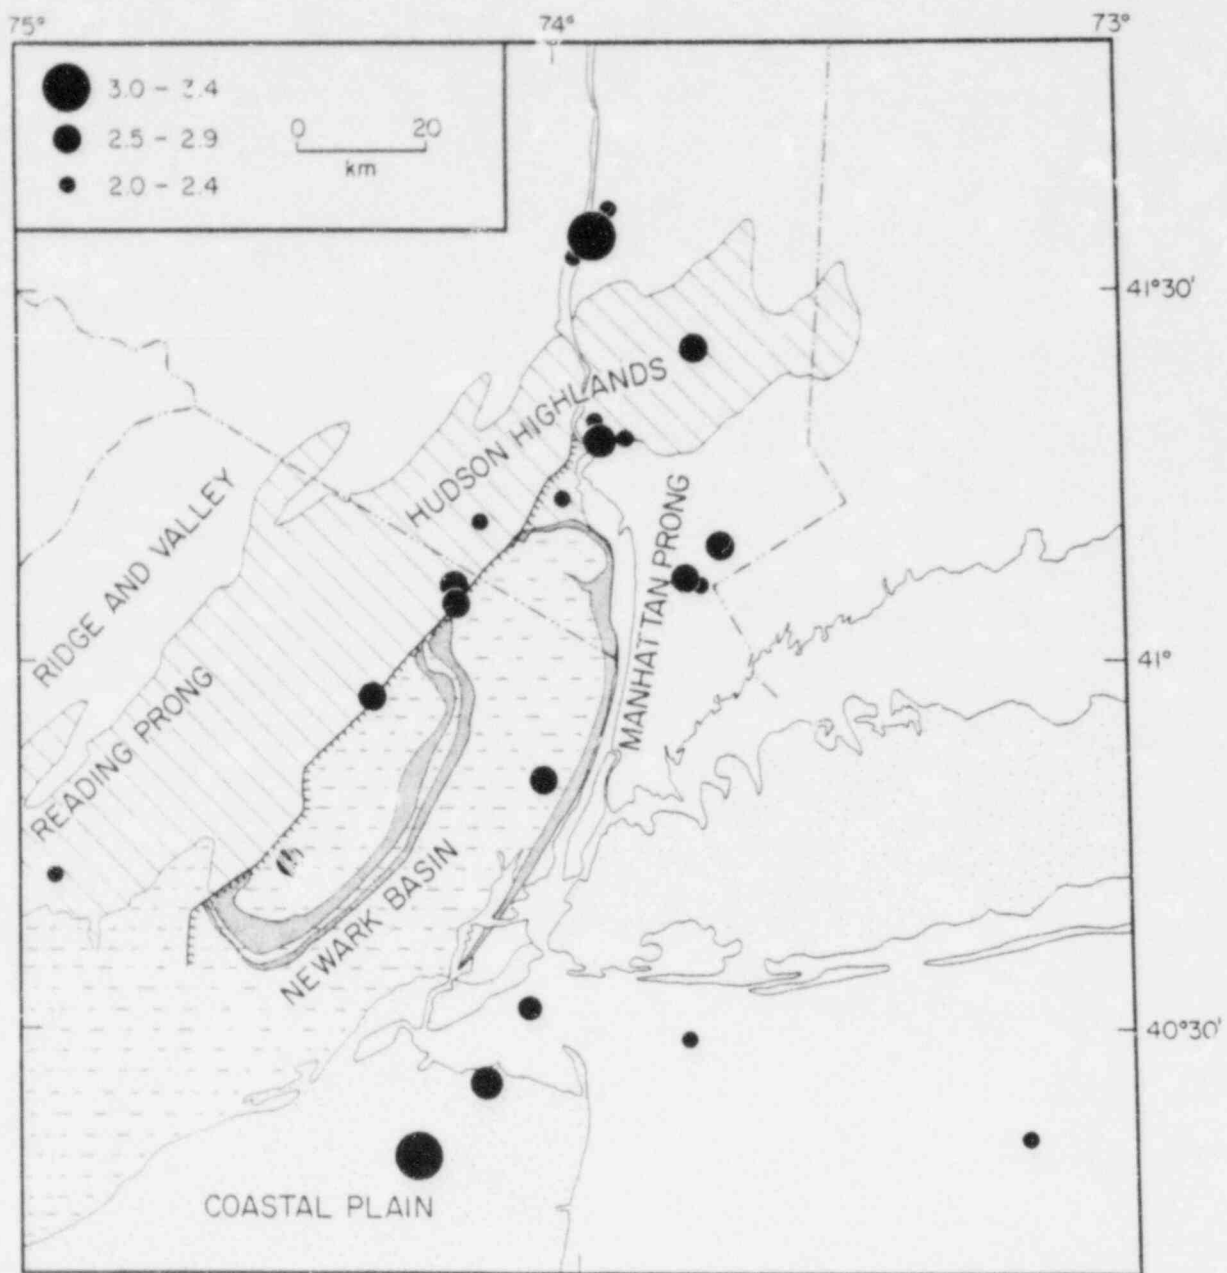 75°
74°
73°
3.0 - 3.4
2.5 - 2.9
2.0 - 2.4
0 20
km
41°30'
HUDSON HIGHLANDS
RIDGE AND VALLEY
MANHATTAN PRONG
41°
READING PRONG
NEWARK BASIN
40°30'
COASTAL PLAIN